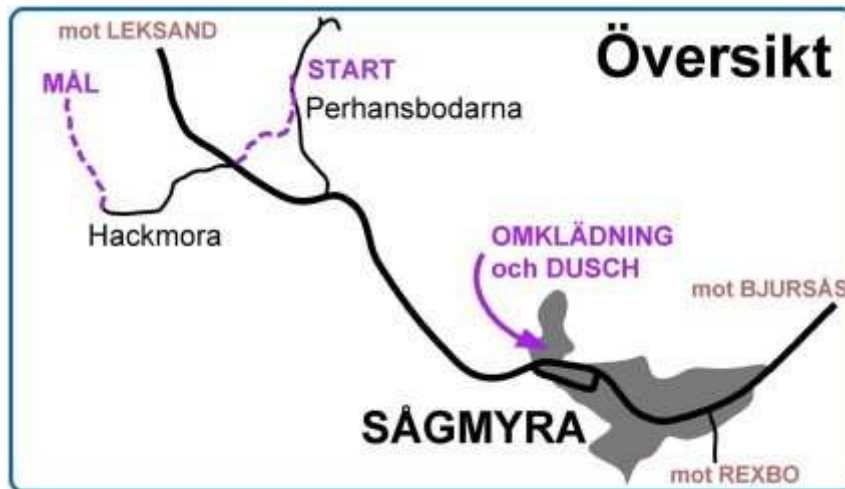 mot LEKSAND
Översikt
MÅL
START
Perhansbodarna
Hackmora
OMKLÄDNING
och DUSCH
mot BJURSÅS
SÅGMYRA
mot REXBO